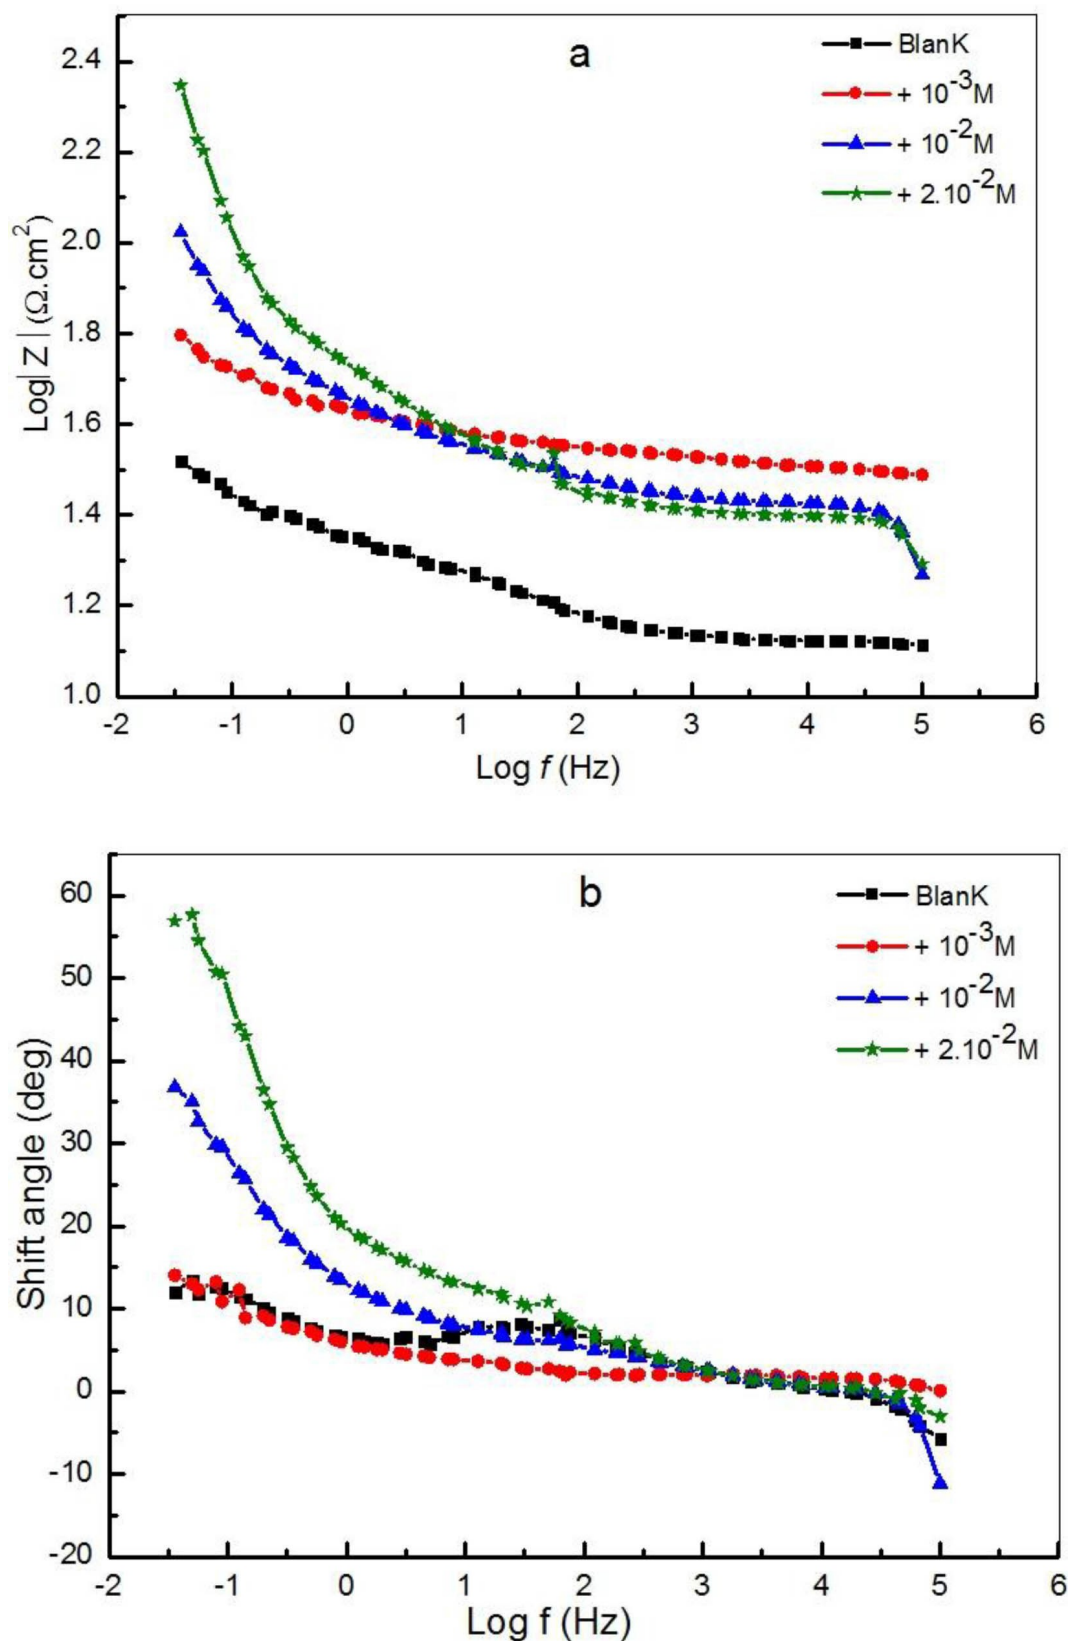 a
BlanK
+ 10⁻³M
+ 10⁻²M
+ 2.10⁻²M
2.4
2.2
2.0
1.8
1.6
1.4
1.2
1.0
Log|Z|(Ω.cm²)
-2 -1 0 1 2 3 4 5 6
Log f (Hz)
b
BlanK
+ 10⁻³M
+ 10⁻²M
+ 2.10⁻²M
60
50
40
30
20
10
0
-10
-20
Shift angle (deg)
-2 -1 0 1 2 3 4 5 6
Log f (Hz)